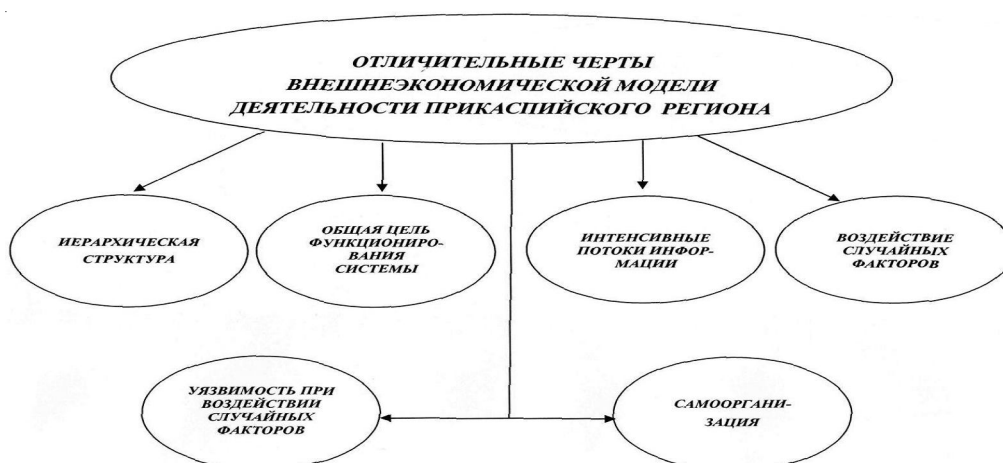 ОТЛИЧИТЕЛЬНЫЕ ЧЕРТЫ
ВНЕШНЕЭКОНОМИЧЕСКОЙ МОДЕЛИ
ДЕЯТЕЛЬНОСТИ ПРИКАСПИЙСКОГО РЕГИОНА
ИЕРАРХИЧЕСКАЯ
СТРУКТУРА
ОБЩАЯ ЦЕЛЬ
ФУНКЦИОНИРО-
ВАНИЯ
СИСТЕМЫ
ИНТЕНСИВНЫЕ
ПОТОКИ ИНФОР-
МАЦИИ
ВОЗДЕЙСТВИЕ
СЛУЧАЙНЫХ
ФАКТОРОВ
УЯЗВИМОСТЬ ПРИ
ВОЗДЕЙСТВИИ
СЛУЧАЙНЫХ
ФАКТОРОВ
САМООРГАНИ-
ЗАЦИЯ